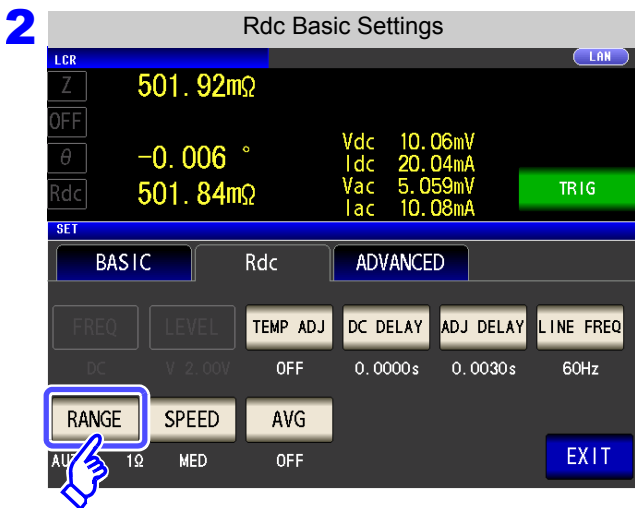 2
Rdc Basic Settings
LCR
LAN
Z 501.92mΩ
OFF
θ -0.006 °
Rdc 501.84mΩ
Vdc 10.06mV
Idc 20.04mA
Vac 5.059mV
Iac 10.08mA
TRIG
SET
BASIC Rdc ADVANCED
FREQ LEVEL TEMP ADJ DC DELAY ADJ DELAY LINE FREQ
DC V 2.00V OFF 0.0000s 0.0030s 60Hz
RANGE SPEED AVG
1Ω MED OFF
EXIT